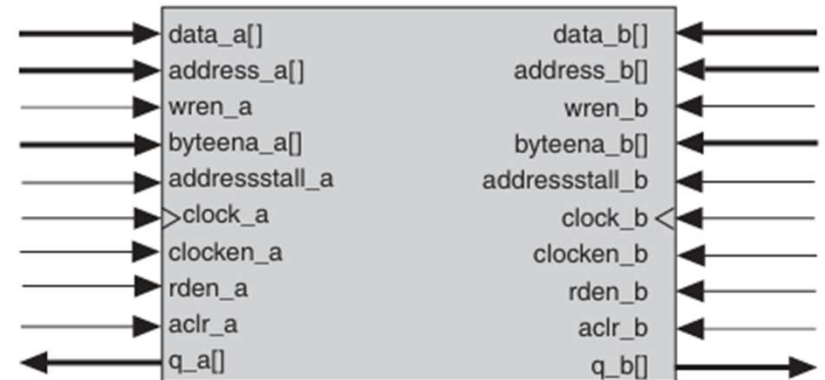 data_a[] data_b[]
address_a[] address_b[]
wren_a wren_b
byteena_a[] byteena_b[]
addressstall_a addressstall_b
clock_a clock_b
clocken_a clocken_b
rden_a rden_b
aclr_a aclr_b
q_a[] q_b[]